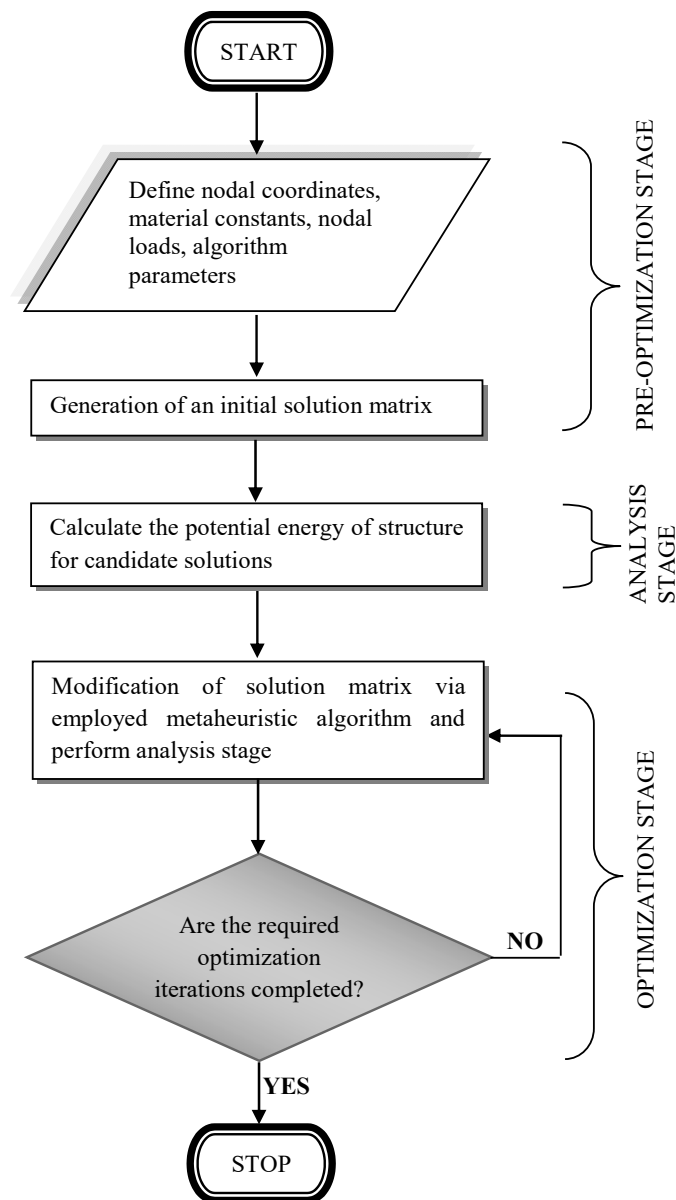 START
Define nodal coordinates,
material constants, nodal
loads, algorithm
parameters
PRE-OPTIMIZATION STAGE
Generation of an initial solution matrix
Calculate the potential energy of structure
for candidate solutions
ANALYSIS
STAGE
Modification of solution matrix via
employed metaheuristic algorithm and
perform analysis stage
OPTIMIZATION STAGE
Are the required
optimization
iterations completed?
NO
YES
STOP